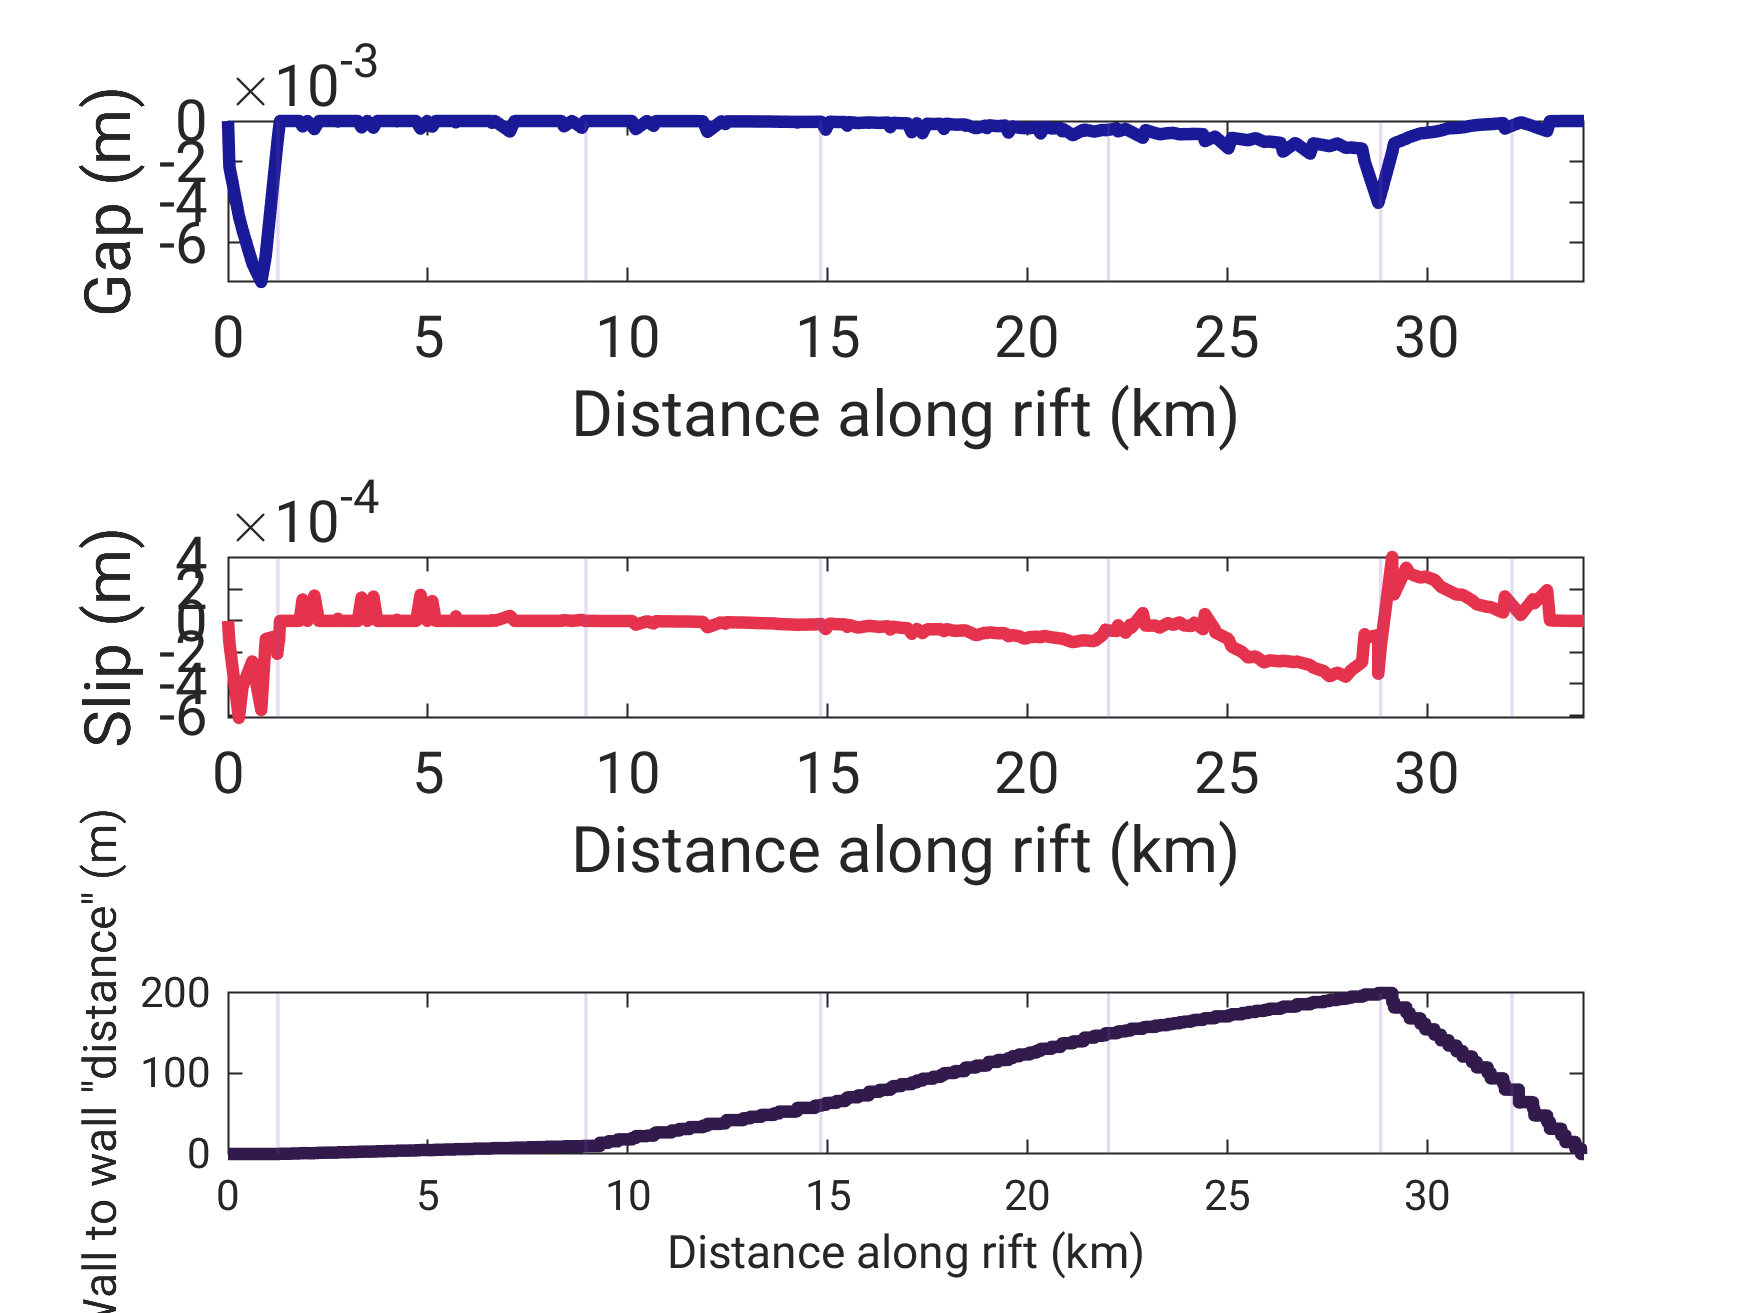 ×10-3
Gap (m)
0
-2
-4
-6
0 5 10 15 20 25 30
Distance along rift (km)
×10-4
Slip (m)
4
2
0
-2
-4
-6
0 5 10 15 20 25 30
Distance along rift (km)
Wall to wall "distance" (m)
200
100
0
0 5 10 15 20 25 30
Distance along rift (km)